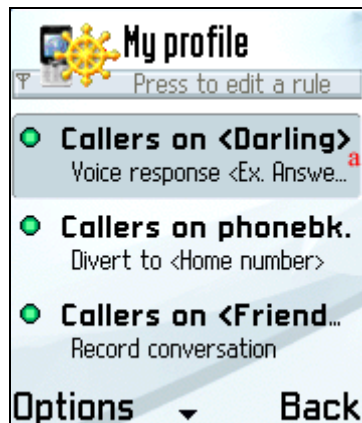 My profile
Press to edit a rule
Callers on <Darling>
a
Voice response <Ex. Answe...
Callers on phonebk.
Divert to <Home number>
Callers on <Friend...
Record conversation
Options Back